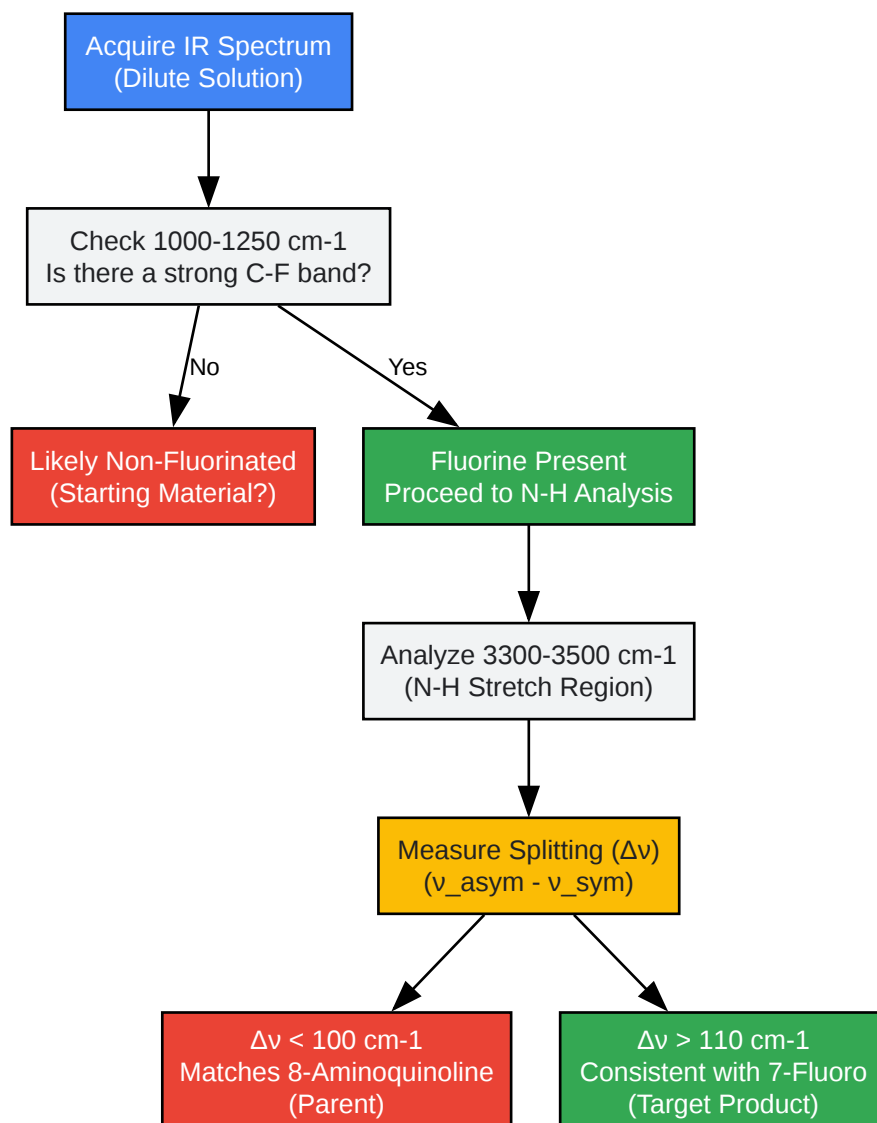 Acquire IR Spectrum
(Dilute Solution)
Check 1000-1250 cm-1
Is there a strong C-F band?
No
Yes
Likely Non-Fluorinated
(Starting Material?)
Fluorine Present
Proceed to N-H Analysis
Analyze 3300-3500 cm-1
(N-H Stretch Region)
Measure Splitting (Δν)
(ν_asym - ν_sym)
Δν < 100 cm-1
Matches 8-Aminoquinoline
(Parent)
Δν > 110 cm-1
Consistent with 7-Fluoro
(Target Product)